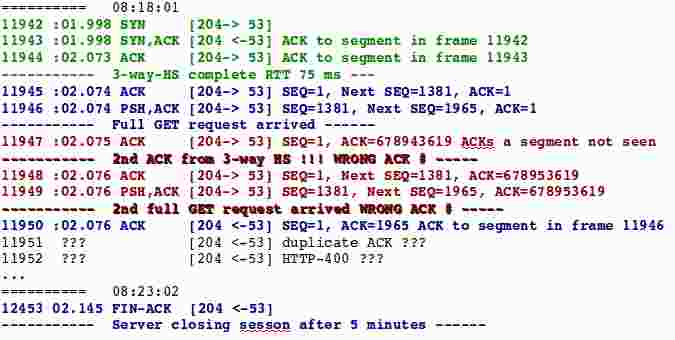 ==========   08:18:01
11942 :01.998 SYN     [204-> 53]
11943 :01.998 SYN,ACK [204 <-53] ACK to segment in frame 11942
11944 :02.073 ACK     [204-> 53] ACK to segment in frame 11943
-----------  3-way-HS complete RTT 75 ms ---
11945 :02.074 ACK     [204-> 53] SEQ=1, Next SEQ=1381, ACK=1
11946 :02.074 PSH,ACK [204-> 53] SEQ=1381, Next SEQ=1965, ACK=1
-----------  Full GET request arrived ------
11947 :02.075 ACK     [204-> 53] SEQ=1, ACK=678943619 ACKs a segment not seen
-----------  2nd ACK from 3-way HS !!! WRONG ACK # -----
11948 :02.076 ACK     [204-> 53] SEQ=1, Next SEQ=1381, ACK=678953619
11949 :02.076 PSH,ACK [204-> 53] SEQ=1381, Next SEQ=1965, ACK=678953619
-----------  2nd full GET request arrived WRONG ACK # -----
11950 :02.076 ACK     [204 <-53] SEQ=1, ACK=1965 ACK to segment in frame 11946
11951  ???            [204 <-53] duplicate ACK ???
11952  ???            [204 <-53] HTTP-400 ???
...
==========   08:23:02
12453 02.145 FIN-ACK  [204 <-53]
-----------  Server closing sesson after 5 minutes ------